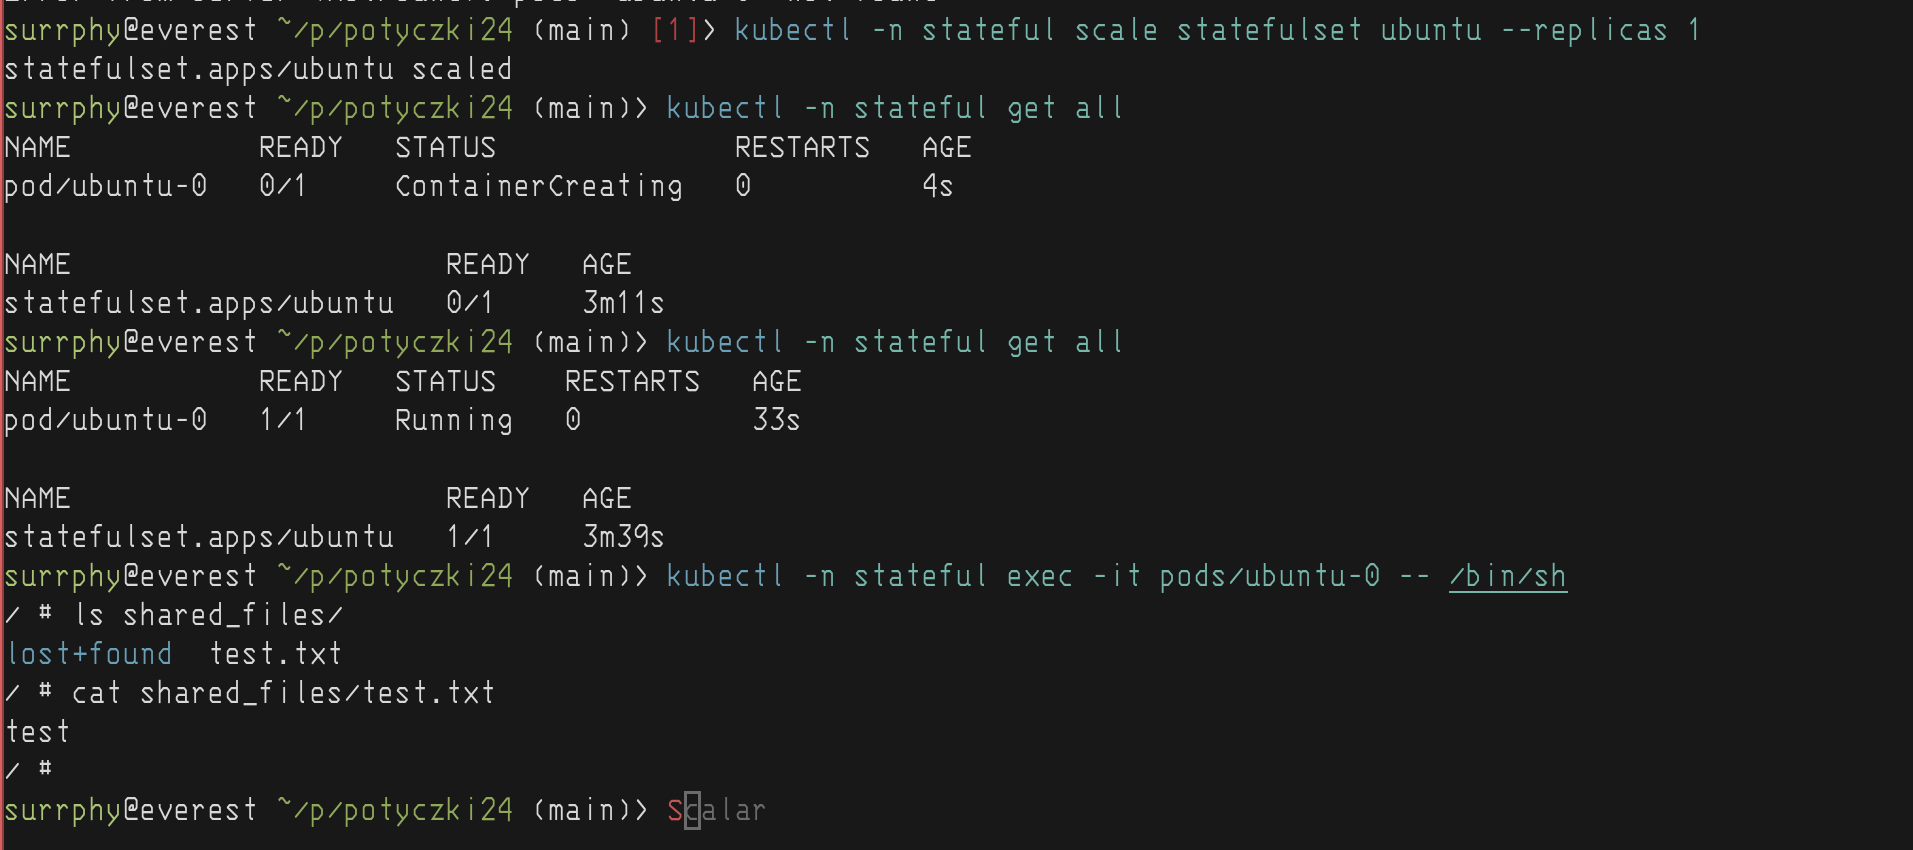 surrphy@everest ~/p/potyczki24 (main) [1]> kubectl -n stateful scale statefulset ubuntu --replicas 1
statefulset.apps/ubuntu scaled
surrphy@everest ~/p/potyczki24 (main)> kubectl -n stateful get all
NAME READY STATUS RESTARTS AGE
pod/ubuntu-0 0/1 ContainerCreating 0 4s
NAME READY AGE
statefulset.apps/ubuntu 0/1 3m11s
surrphy@everest ~/p/potyczki24 (main)> kubectl -n stateful get all
NAME READY STATUS RESTARTS AGE
pod/ubuntu-0 1/1 Running 0 33s
NAME READY AGE
statefulset.apps/ubuntu 1/1 3m39s
surrphy@everest ~/p/potyczki24 (main)> kubectl -n stateful exec -it pods/ubuntu-0 -- /bin/sh
/ # ls shared_files/
lost+found test.txt
/ # cat shared_files/test.txt
test
/ #
surrphy@everest ~/p/potyczki24 (main)> Scalar